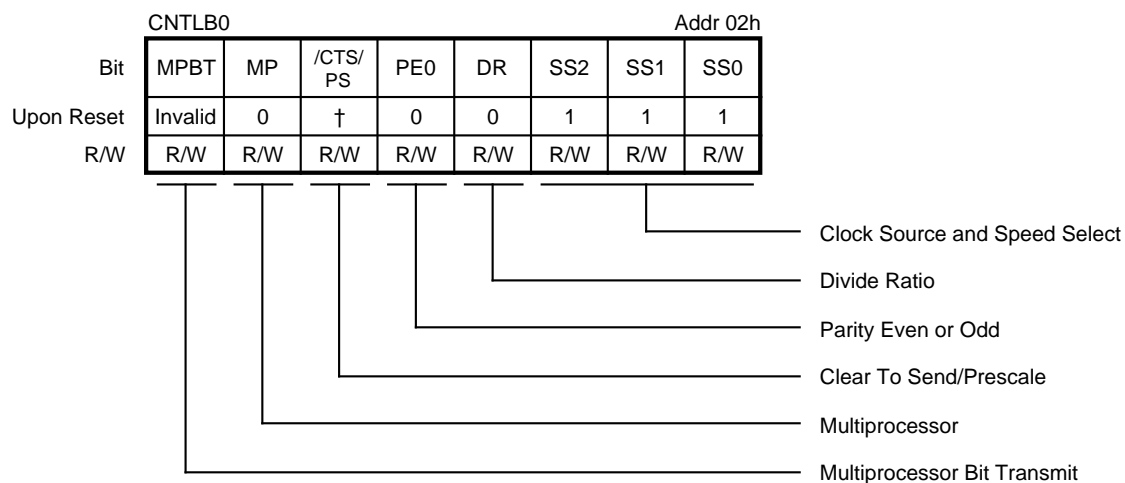 CNTLB0 Addr 02h
Bit MPBT MP /CTS/ PS PE0 DR SS2 SS1 SS0
Upon Reset Invalid 0 † 0 0 1 1 1
R/W R/W R/W R/W R/W R/W R/W R/W R/W
Clock Source and Speed Select
Divide Ratio
Parity Even or Odd
Clear To Send/Prescale
Multiprocessor
Multiprocessor Bit Transmit